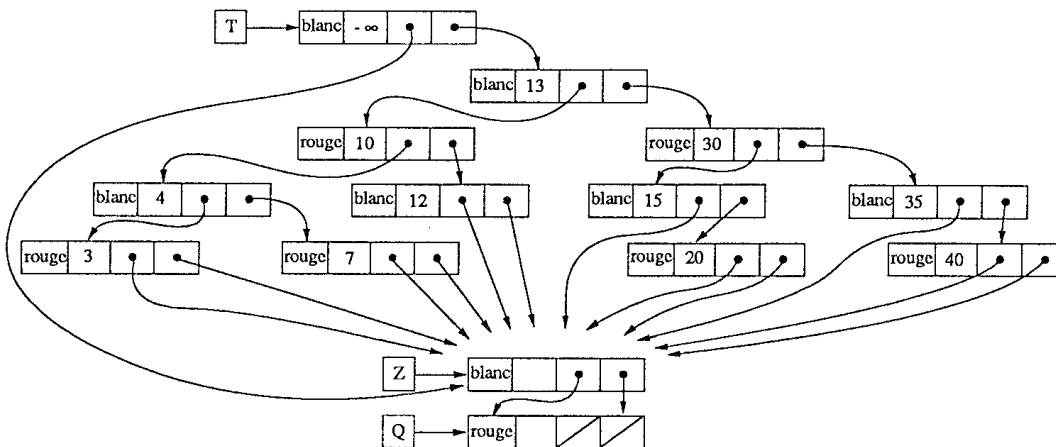 T blanc - ∞
blanc 13
rouge 10 rouge 30
blanc 4 blanc 12 blanc 15 blanc 35
rouge 3 rouge 7 rouge 20 rouge 40
Z blanc
Q rouge